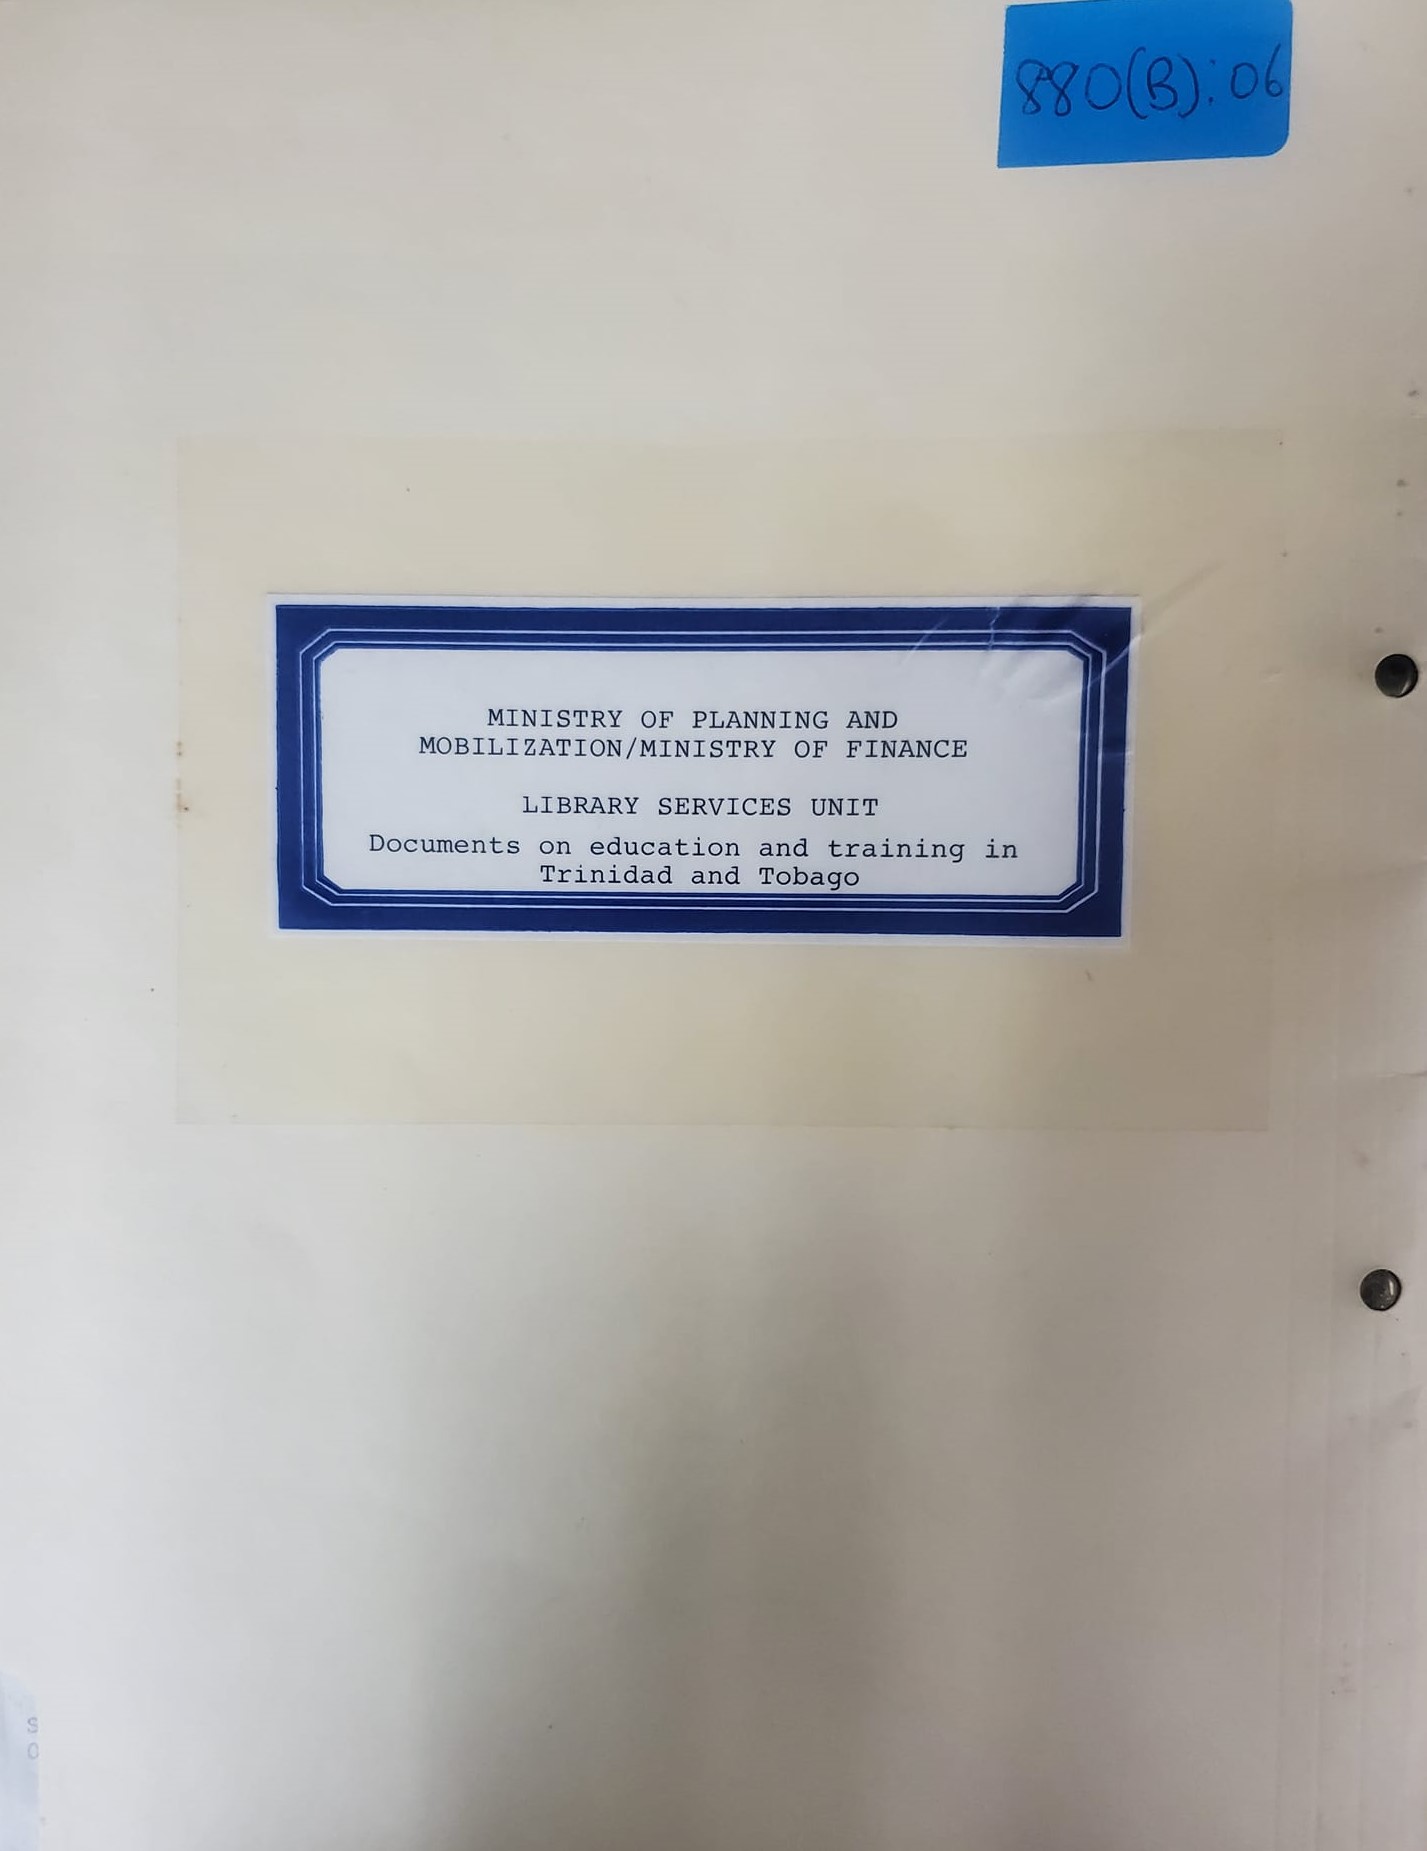 880(B):06
MINISTRY OF PLANNING AND
MOBILIZATION/MINISTRY OF FINANCE
LIBRARY SERVICES UNIT
Documents on education and training in
Trinidad and Tobago
S
O